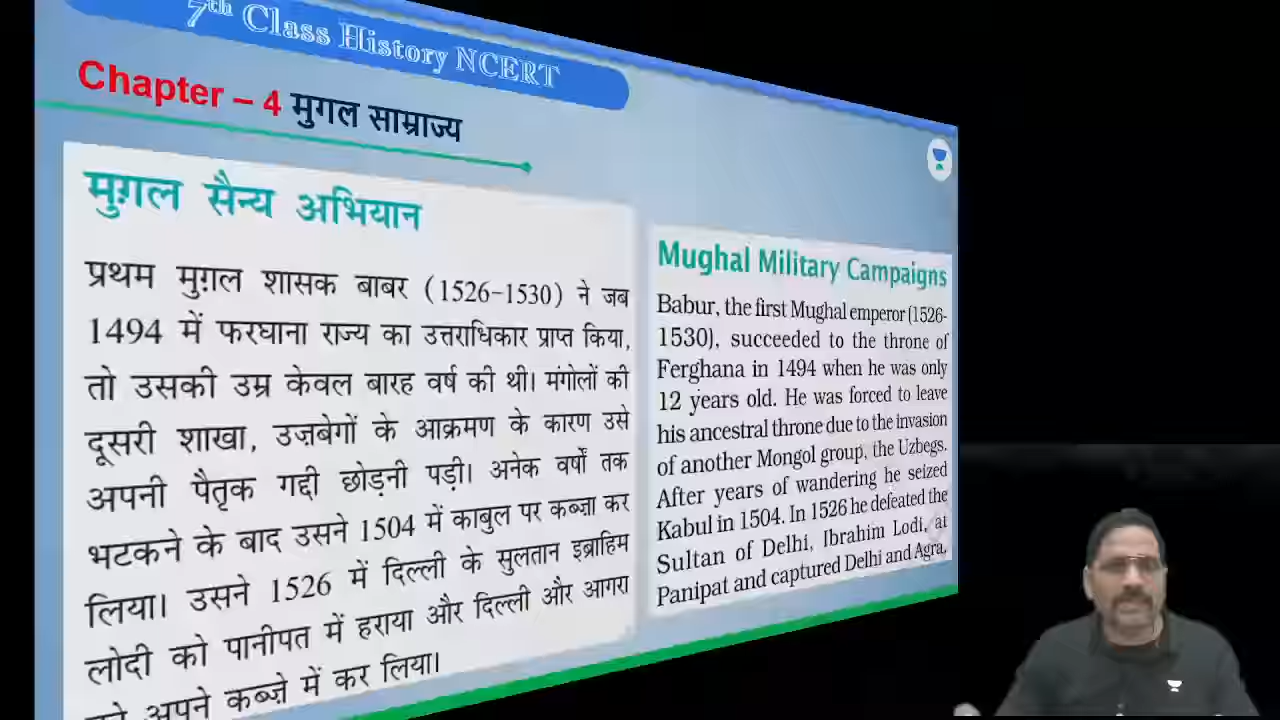 7th Class History NCERT
Chapter – 4 मुगल साम्राज्य
मुग़ल सैन्य अभियान
प्रथम मुग़ल शासक बाबर (1526-1530) ने जब
1494 में फरघाना राज्य का उत्तराधिकार प्राप्त किया,
तो उसकी उम्र केवल बारह वर्ष की थी। मंगोलों की
दूसरी शाखा, उज़बेगों के आक्रमण के कारण उसे
अपनी पैतृक गद्दी छोड़नी पड़ी। अनेक वर्षों तक
भटकने के बाद उसने 1504 में काबुल पर कब्ज़ा कर
लिया। उसने 1526 में दिल्ली के सुलतान इब्राहिम
लोदी को पानीपत में हराया और दिल्ली और आगरा
अपने कब्ज़े में कर लिया।
Mughal Military Campaigns
Babur, the first Mughal emperor (1526-
1530), succeeded to the throne of
Ferghana in 1494 when he was only
12 years old. He was forced to leave
his ancestral throne due to the invasion
of another Mongol group, the Uzbegs.
After years of wandering he seized
Kabul in 1504. In 1526 he defeated the
Sultan of Delhi, Ibrahim Lodi, at
Panipat and captured Delhi and Agra.